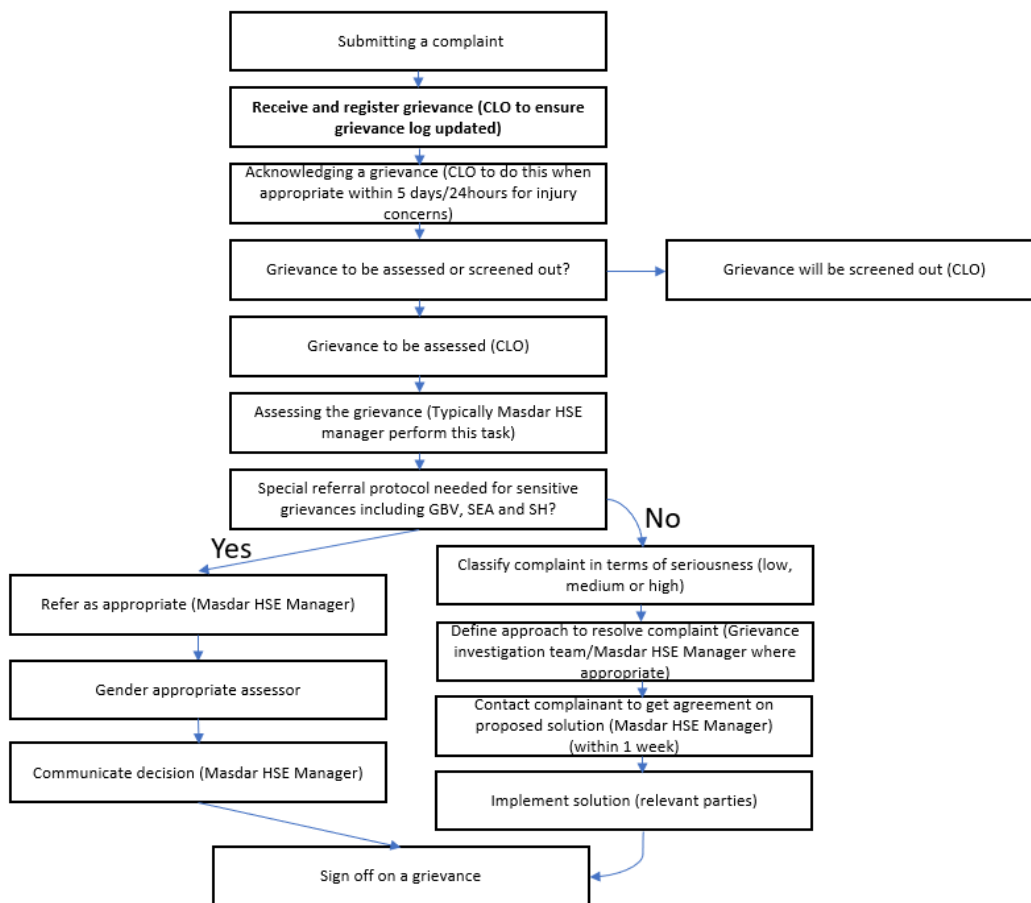 Submitting a complaint
Receive and register grievance (CLO to ensure
grievance log updated)
Acknowledging a grievance (CLO to do this when
appropriate within 5 days/24hours for injury
concerns)
Grievance to be assessed or screened out?
Grievance will be screened out (CLO)
Grievance to be assessed (CLO)
Assessing the grievance (Typically Masdar HSE
manager perform this task)
Special referral protocol needed for sensitive
grievances including GBV, SEA and SH?
Yes
No
Refer as appropriate (Masdar HSE Manager)
Gender appropriate assessor
Communicate decision (Masdar HSE Manager)
Classify complaint in terms of seriousness (low,
medium or high)
Define approach to resolve complaint (Grievance
investigation team/Masdar HSE Manager where
appropriate)
Contact complainant to get agreement on
proposed solution (Masdar HSE Manager)
(within 1 week)
Implement solution (relevant parties)
Sign off on a grievance